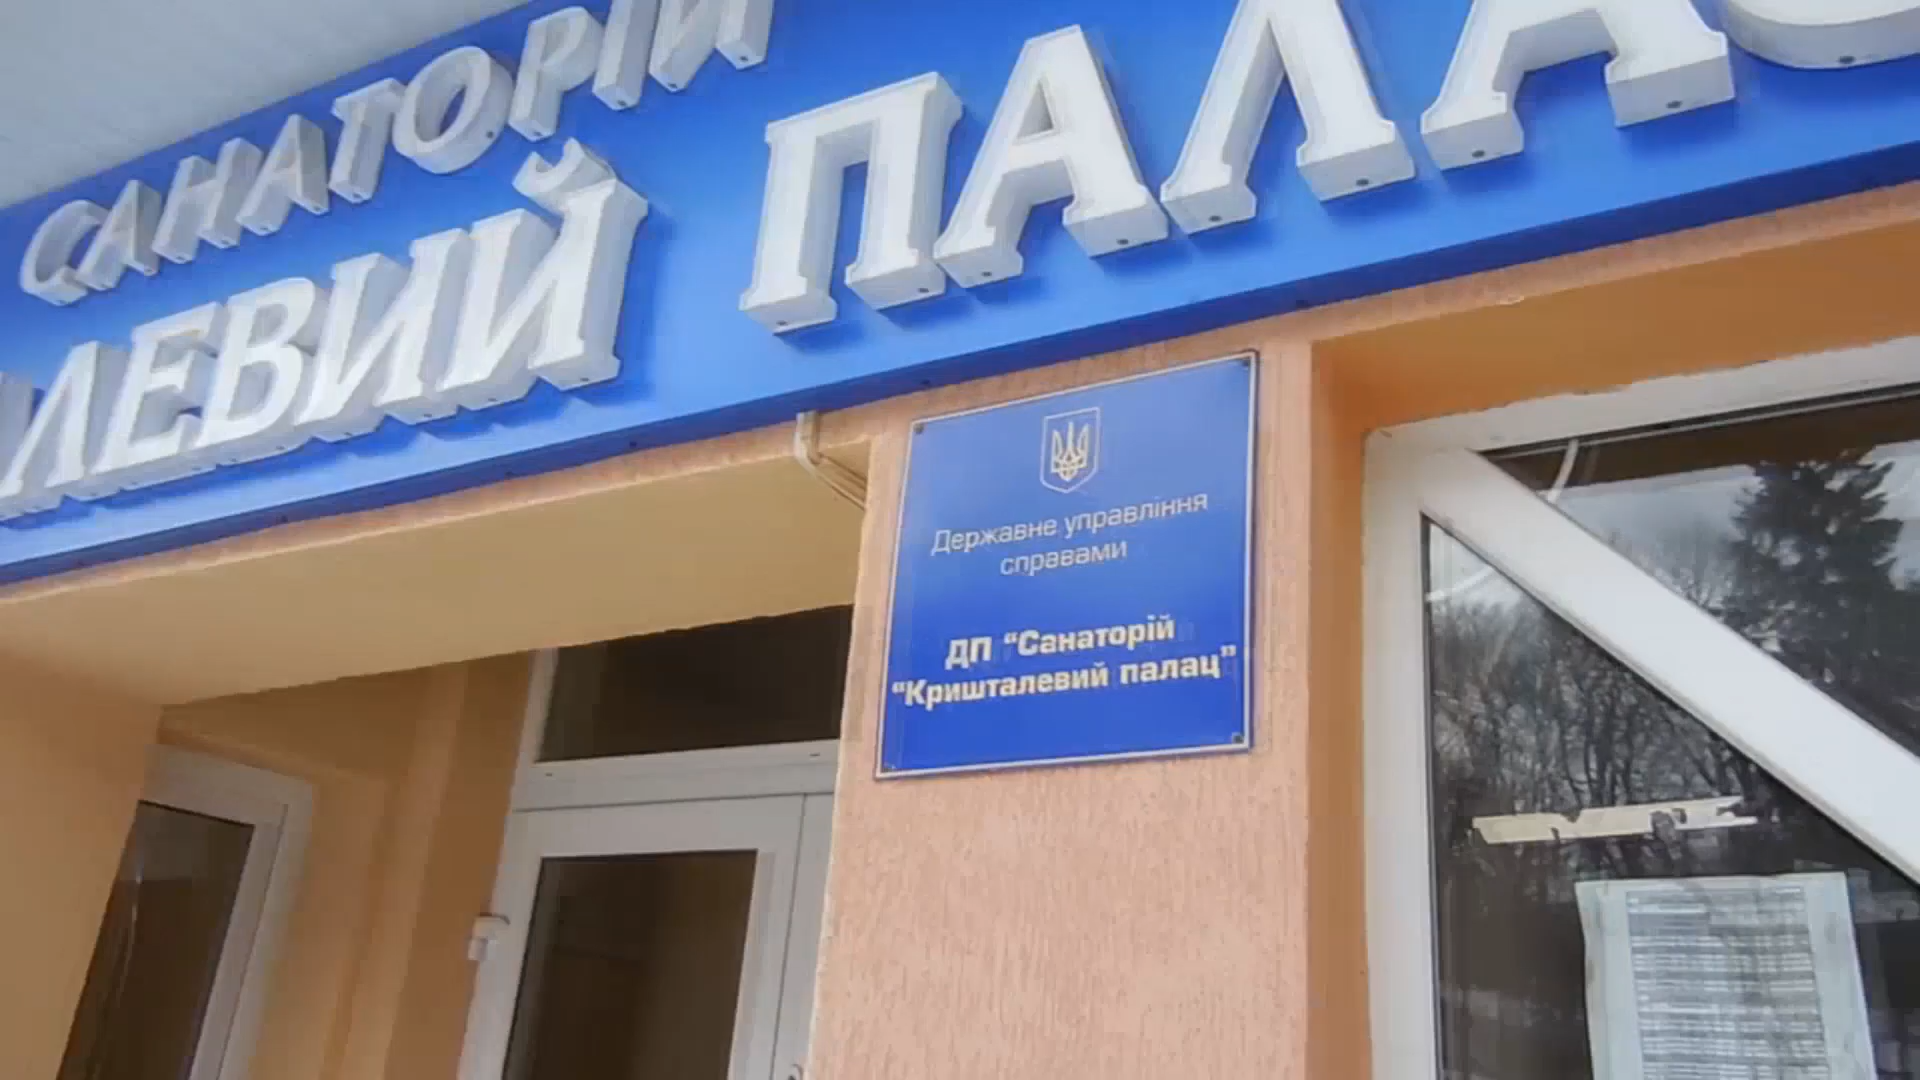 САНАТОРІЙ
ЛЕВИЙ ПАЛАЦ
Державне управління
справами
ДП “Санаторій
“Кришталевий палац”